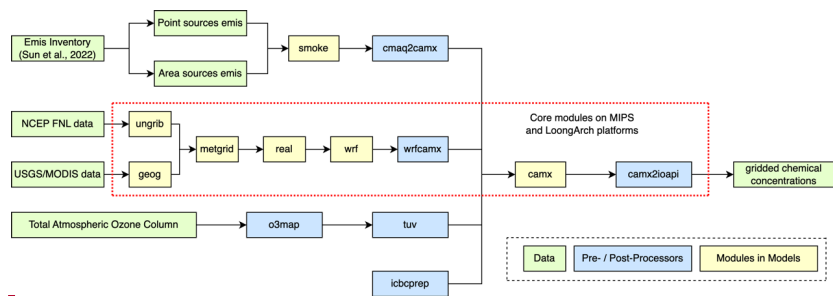 Emis Inventory
(Sun et al., 2022)
Point sources emis
Area sources emis
smoke
cmaq2camx
Core modules on MIPS
and LoongArch platforms
NCEP FNL data
ungrib
USGS/MODIS data
geog
metgrid
real
wrf
wrfcamx
camx
camx2ioapi
gridded chemical
concentrations
Total Atmospheric Ozone Column
o3map
tuv
icbcprep
Data
Pre- / Post-Processors
Modules in Models